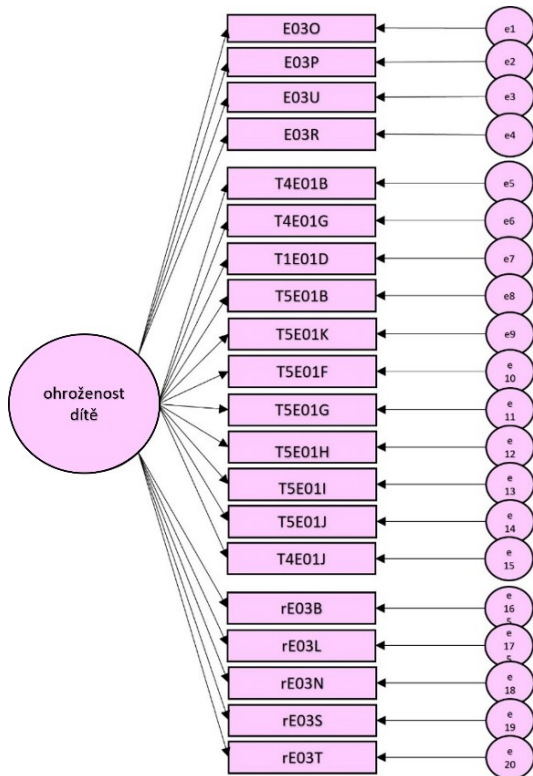 E03O
e1
E03P
e2
E03U
e3
E03R
e4
T4E01B
e5
T4E01G
e6
T1E01D
e7
T5E01B
e8
T5E01K
e9
T5E01F
e
10
T5E01G
e
11
ohroženost
dítě
T5E01H
e
12
T5E01I
e
13
T5E01J
e
14
T4E01J
e
15
rE03B
e
16
5
rE03L
e
17
5
rE03N
e
18
rE03S
e
19
rE03T
e
20